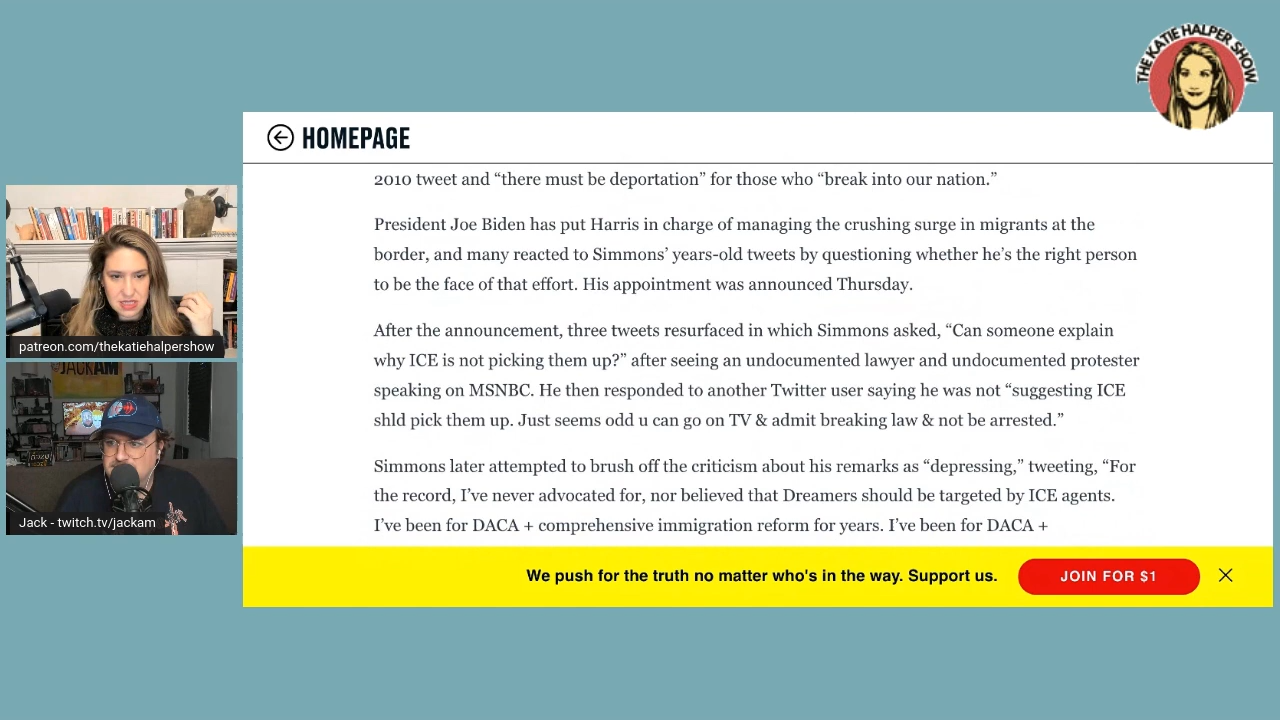 THE KATIE HALPER SHOW
HOMEPAGE
2010 tweet and “there must be deportation” for those who “break into our nation.”
President Joe Biden has put Harris in charge of managing the crushing surge in migrants at the
border, and many reacted to Simmons’ years-old tweets by questioning whether he’s the right person
to be the face of that effort. His appointment was announced Thursday.
After the announcement, three tweets resurfaced in which Simmons asked, “Can someone explain
why ICE is not picking them up?” after seeing an undocumented lawyer and undocumented protester
speaking on MSNBC. He then responded to another Twitter user saying he was not “suggesting ICE
shld pick them up. Just seems odd u can go on TV & admit breaking law & not be arrested.”
Simmons later attempted to brush off the criticism about his remarks as “depressing,” tweeting, “For
the record, I’ve never advocated for, nor believed that Dreamers should be targeted by ICE agents.
I’ve been for DACA + comprehensive immigration reform for years. I’ve been for DACA +
We push for the truth no matter who's in the way. Support us.
JOIN FOR $1
patreon.com/thekatiehalpershow
JACKAM
Jack - twitch.tv/jackam